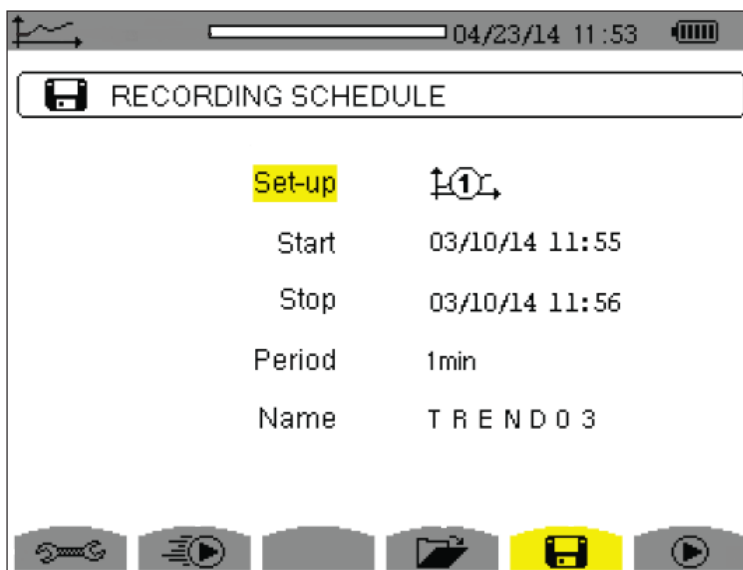 04/23/14 11:53
RECORDING SCHEDULE
Set-up 1
Start 03/10/14 11:55
Stop 03/10/14 11:56
Period 1min
Name TREND03